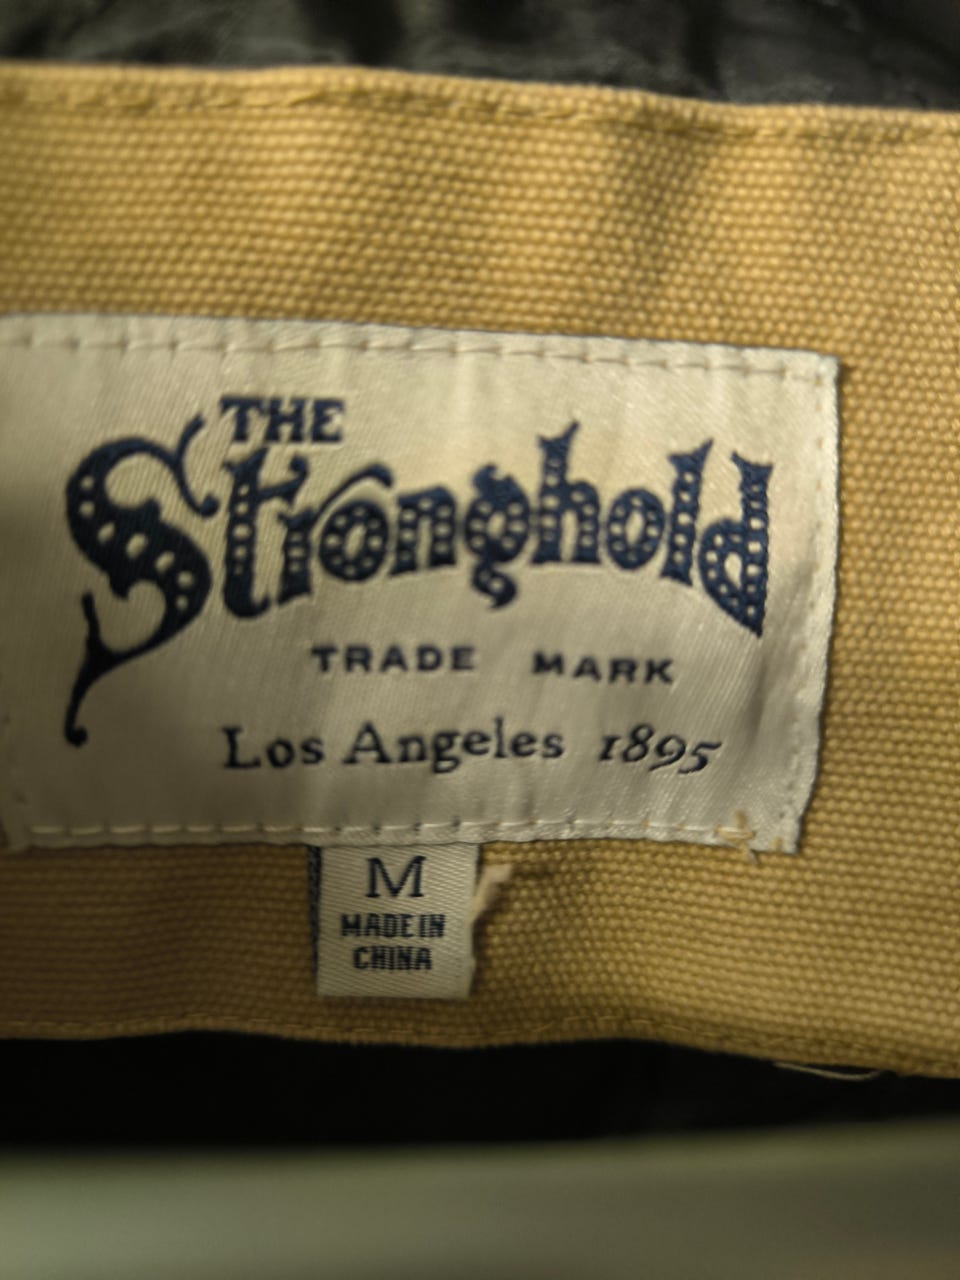 THE
Stronghold
TRADE MARK
Los Angeles 1895
M
MADE IN
CHINA